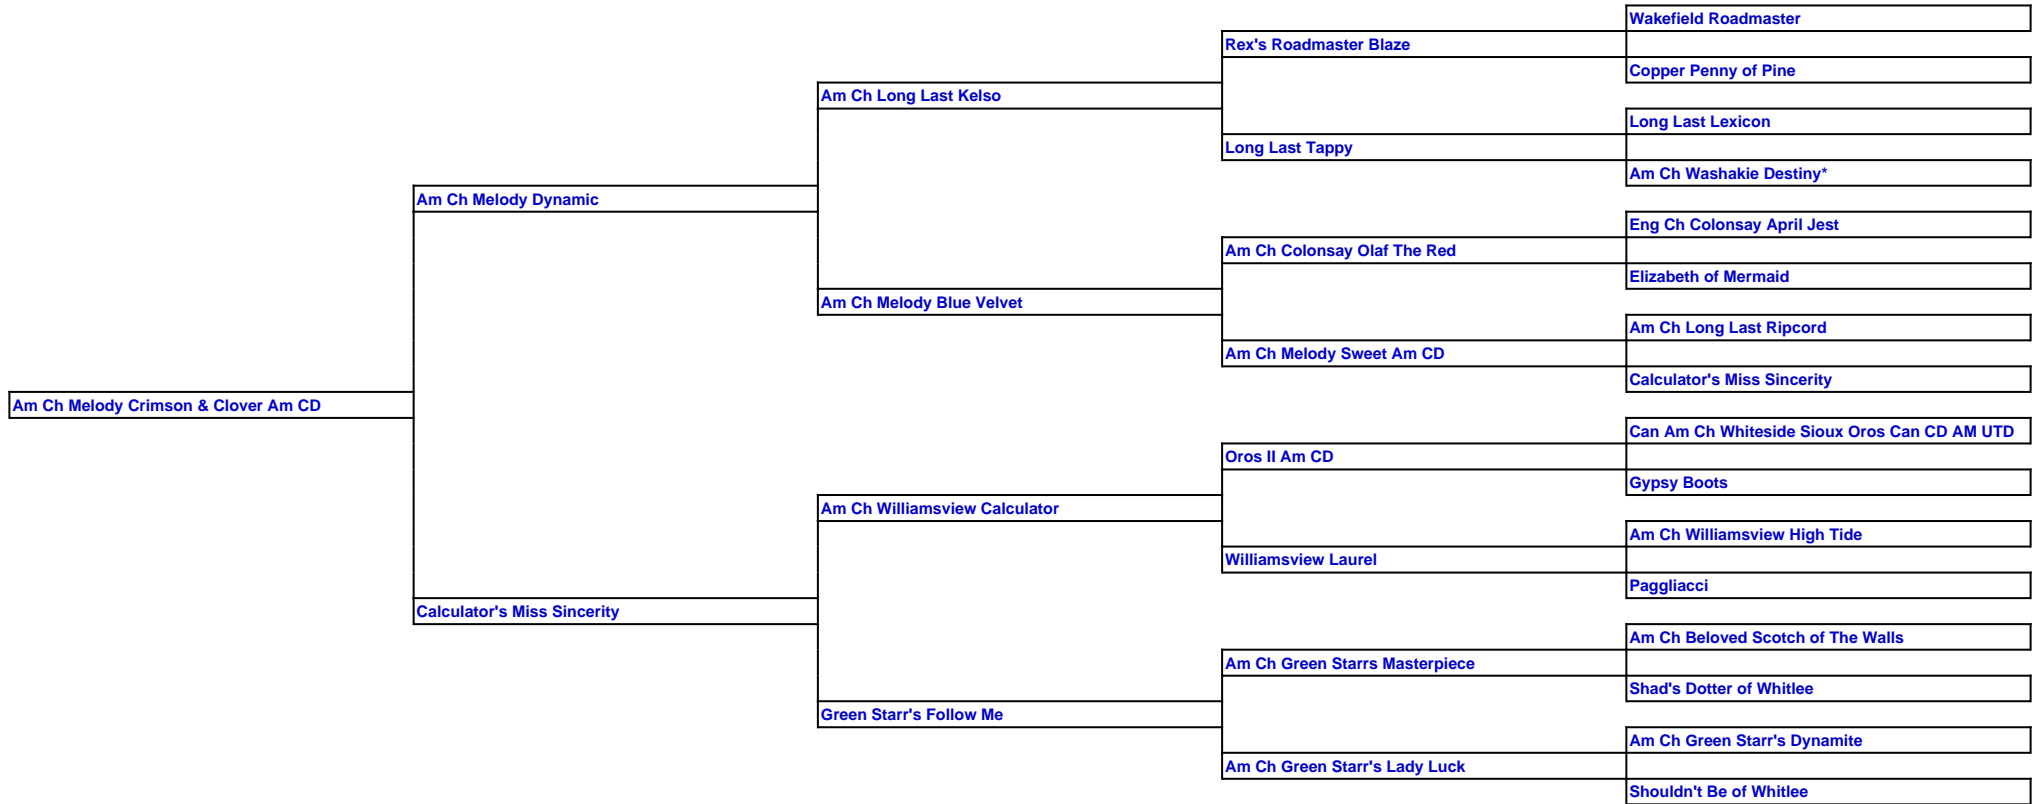 Wakefield Roadmaster
Rex's Roadmaster Blaze
Copper Penny of Pine
Am Ch Long Last Kelso
Long Last Lexicon
Long Last Tappy
Am Ch Washakie Destiny*
Am Ch Melody Dynamic
Eng Ch Colonsay April Jest
Am Ch Colonsay Olaf The Red
Elizabeth of Mermaid
Am Ch Melody Blue Velvet
Am Ch Long Last Ripcord
Am Ch Melody Sweet Am CD
Calculator's Miss Sincerity
Am Ch Melody Crimson & Clover Am CD
Can Am Ch Whiteside Sioux Oros Can CD AM UTD
Oros II Am CD
Gypsy Boots
Am Ch Williamsview Calculator
Am Ch Williamsview High Tide
Williamsview Laurel
Paggliacci
Calculator's Miss Sincerity
Am Ch Beloved Scotch of The Walls
Am Ch Green Starrs Masterpiece
Shad's Dotter of Whitlee
Green Starr's Follow Me
Am Ch Green Starr's Dynamite
Am Ch Green Starr's Lady Luck
Shouldn't Be of Whitlee